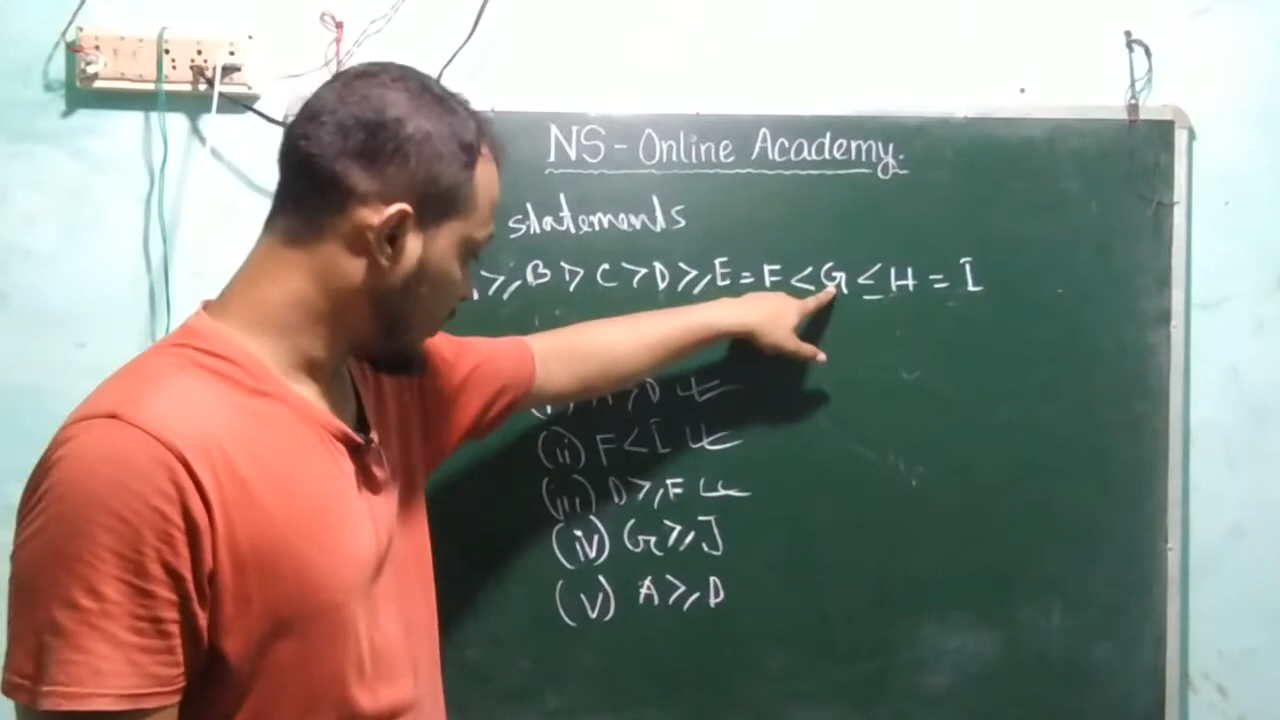 NS - Online Academy.
statements
≥ B > C > D ≥ E = F < G ≤ H = I
> D
(ii) F < I
(iii) D ≥ F
(iv) G ≥ J
(v) A ≥ D